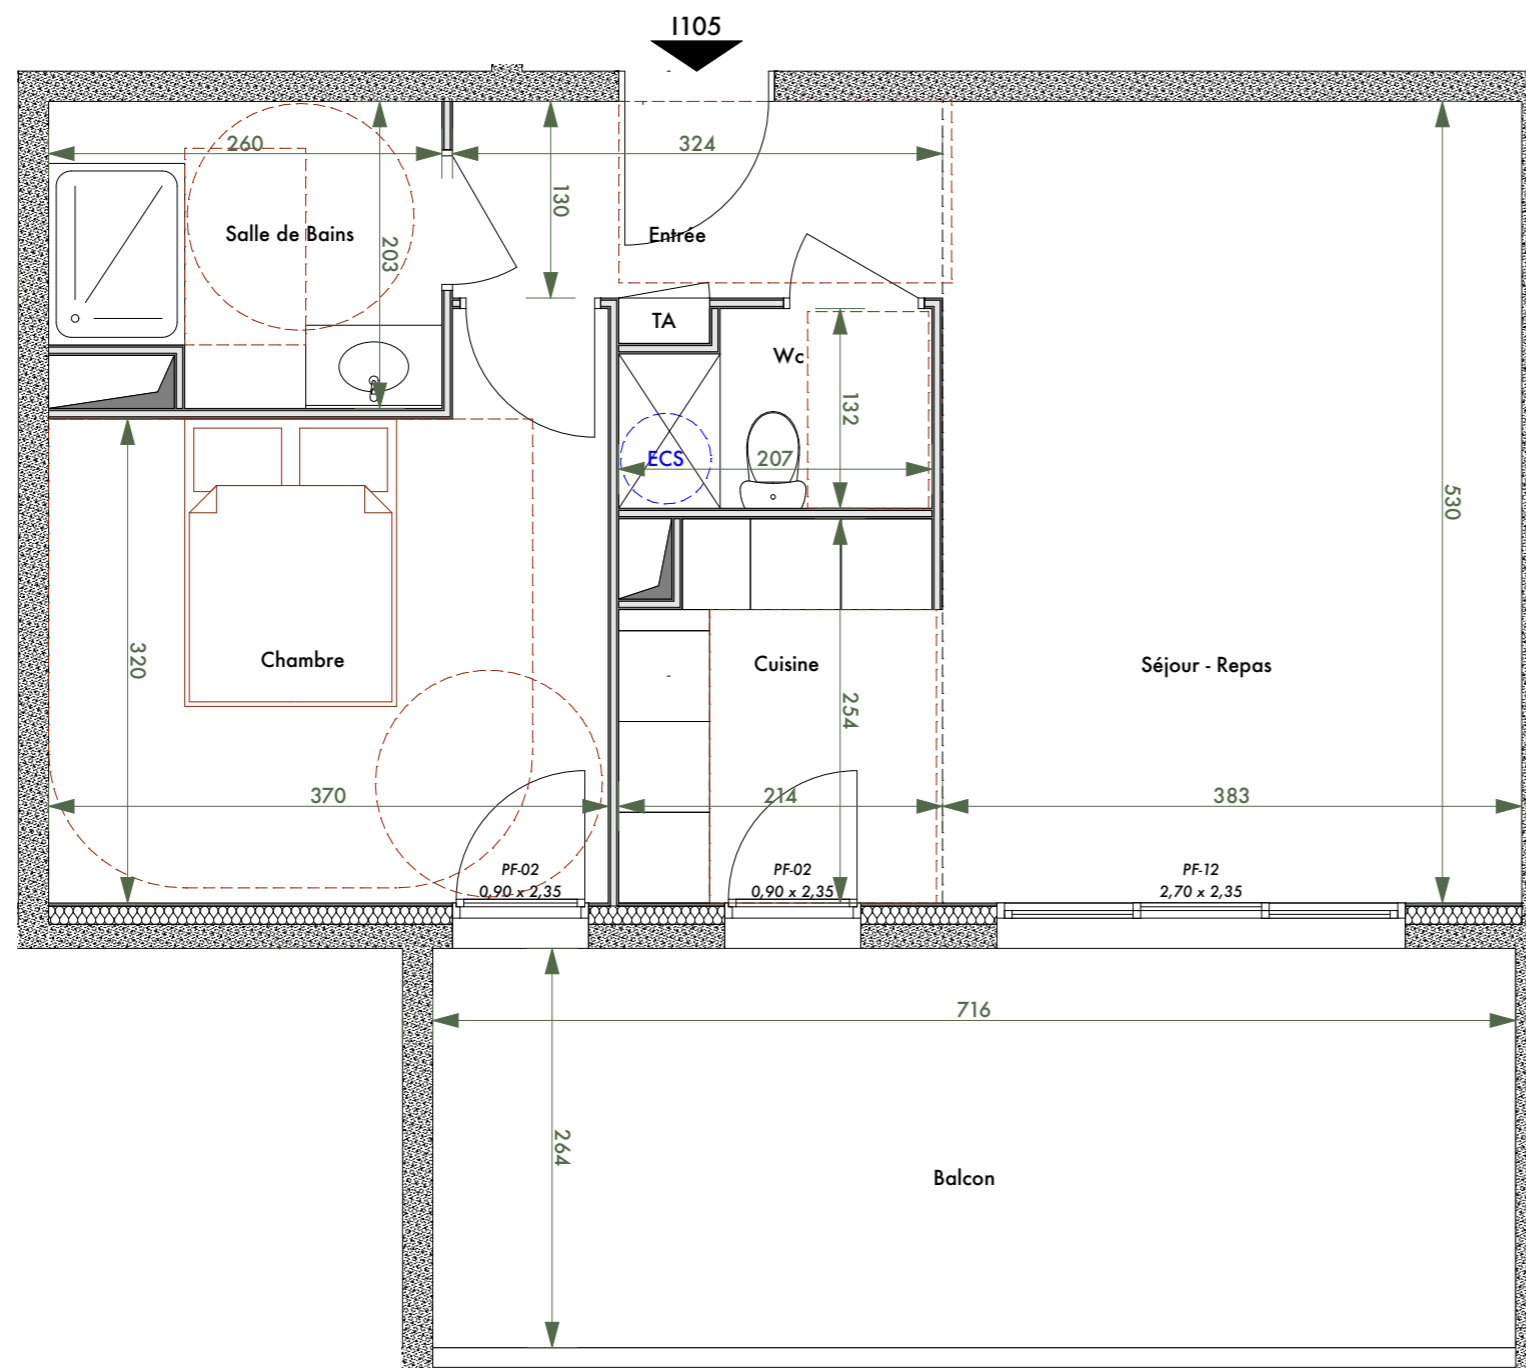 I105
260
324
130
203
Salle de Bains
Entrée
TA
Wc
132
ECS
207
530
320
Chambre
Cuisine
Séjour - Repas
254
370
214
383
PF-02
0,90 x 2,35
PF-02
0,90 x 2,35
PF-12
2,70 x 2,35
716
264
Balcon